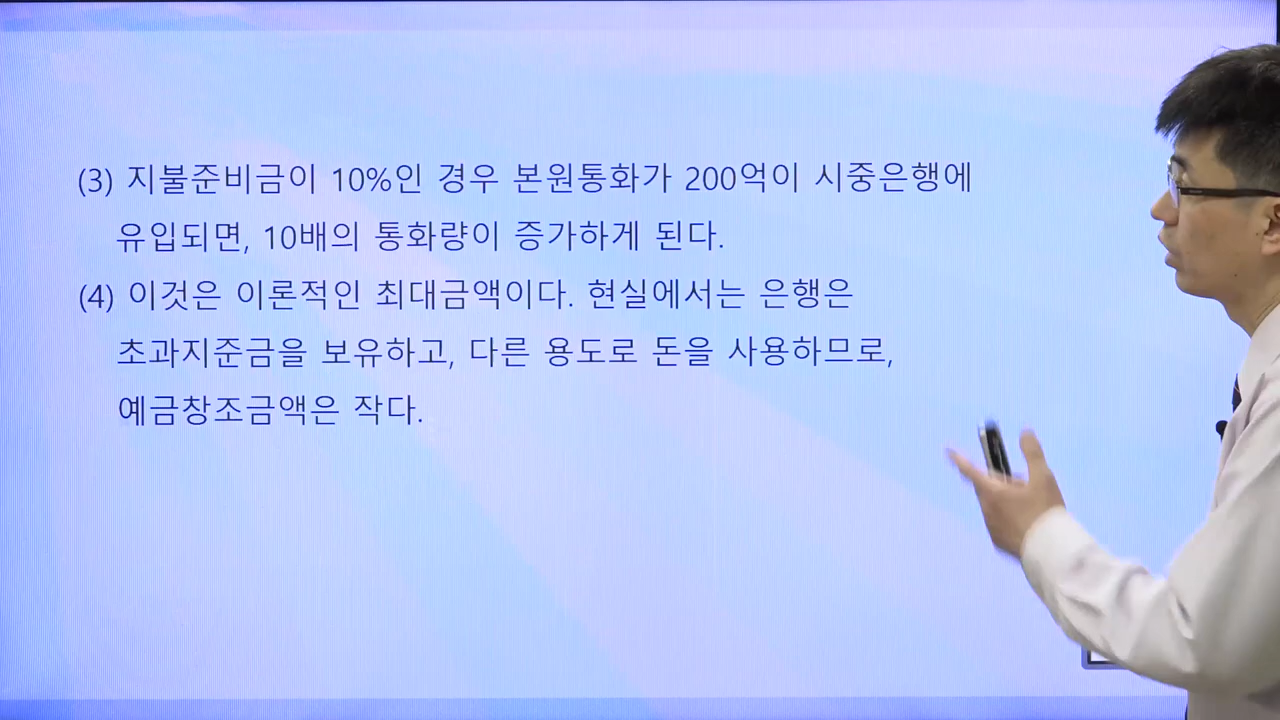 (3) 지불준비금이 10%인 경우 본원통화가 200억이 시중은행에
유입되면, 10배의 통화량이 증가하게 된다.
(4) 이것은 이론적인 최대금액이다. 현실에서는 은행은
초과지준금을 보유하고, 다른 용도로 돈을 사용하므로,
예금창조금액은 작다.